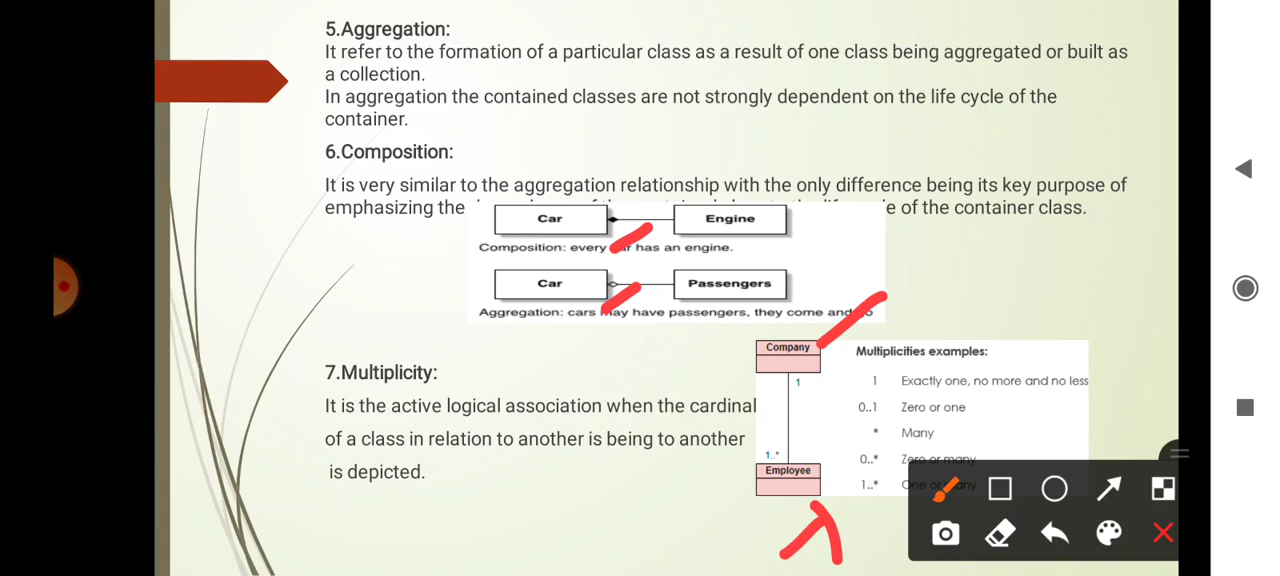 5.Aggregation:
It refer to the formation of a particular class as a result of one class being aggregated or built as
a collection.
In aggregation the contained classes are not strongly dependent on the life cycle of the
container.
6.Composition:
It is very similar to the aggregation relationship with the only difference being its key purpose of
emphasizing the of the container class.
Car Engine
Composition: every car has an engine.
Car Passengers
Aggregation: cars may have passengers, they come and go
7.Multiplicity:
It is the active logical association when the cardinal
of a class in relation to another is being to another
is depicted.
Company
1
1..*
Employee
Multiplicities examples:
1 Exactly one, no more and no less
0..1 Zero or one
* Many
0..* Zero or many
1..* One or many